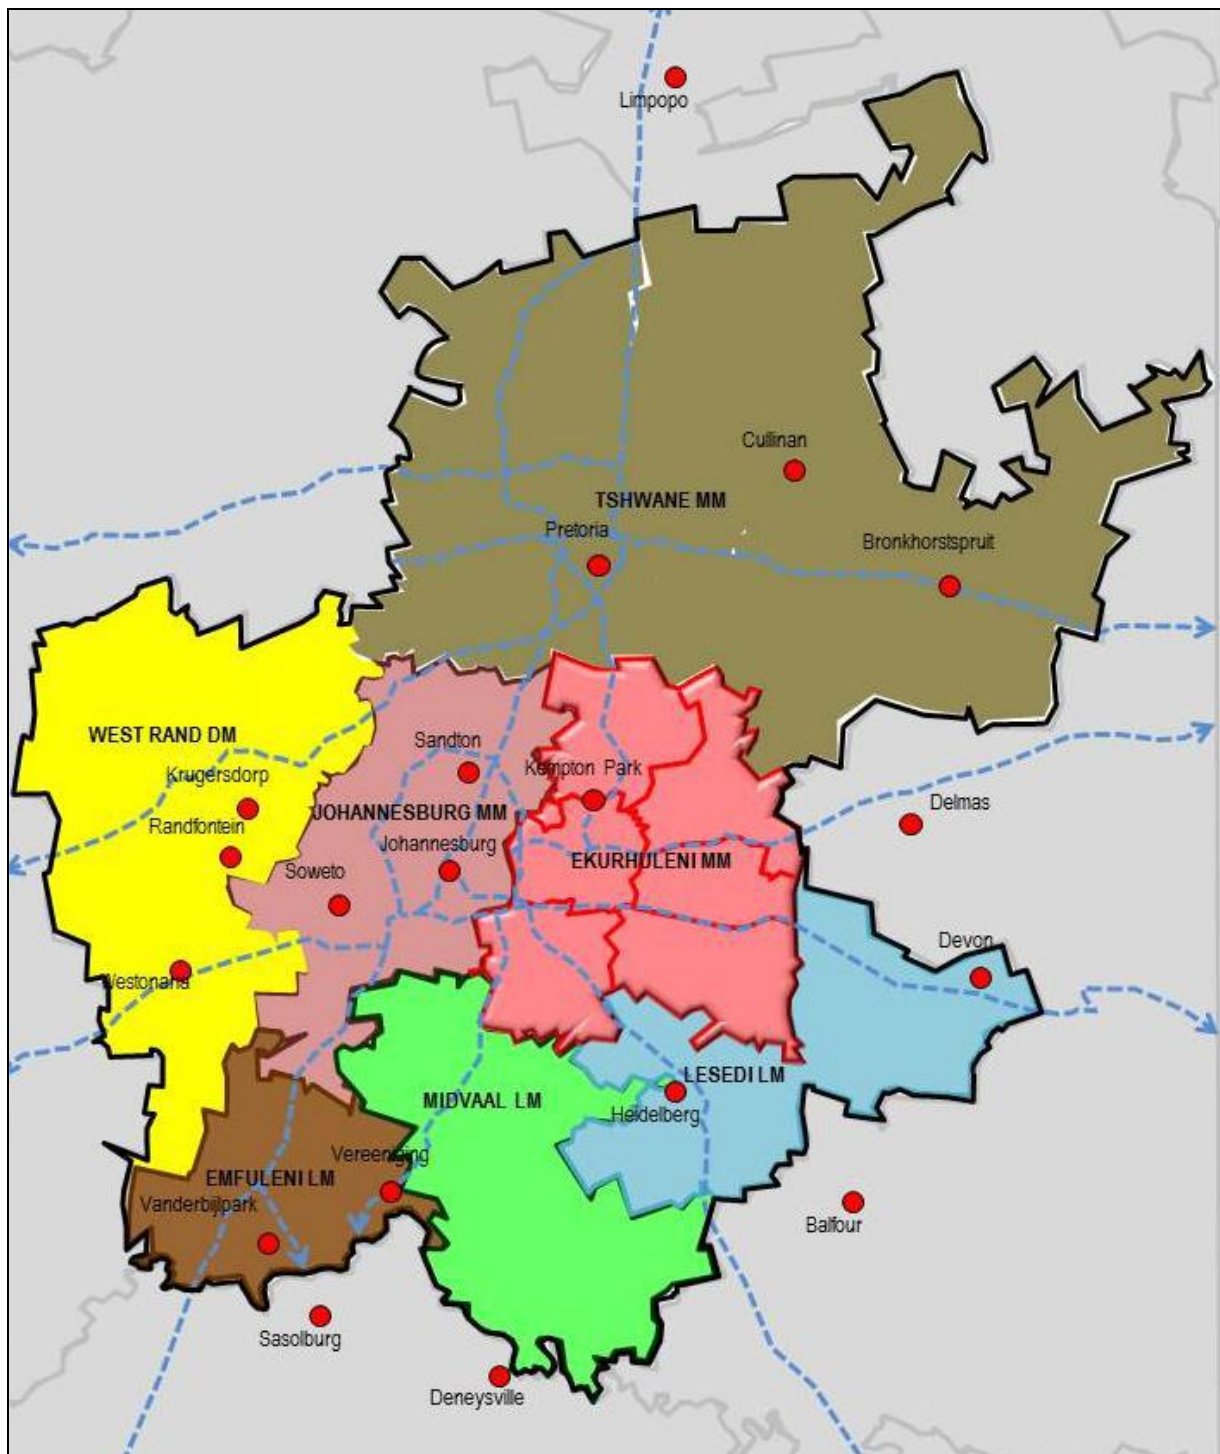 Limpopo
Cullinan
TSHWANE MM
Pretoria
Bronkhorstspruit
WEST RAND DM
Sandton
Krugersdorp
Kempton Park
Delmas
JOHANNESBURG MM
Randfontein
Johannesburg
EKURHULENI MM
Soweto
Devon
Westonaria
LESEDI LM
MIDVAAL LM
Heidelberg
Vereeniging
EMFULENI LM
Vanderbijlpark
Balfour
Sasolburg
Deneysville